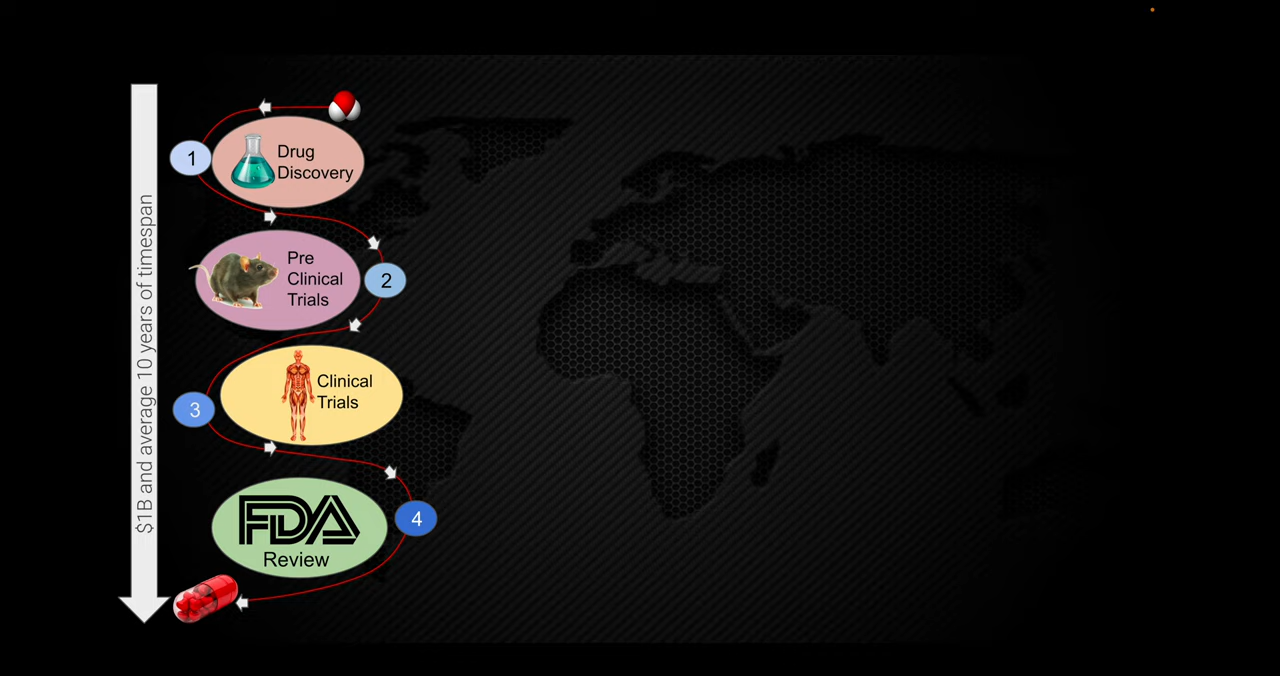 $1B and average 10 years of timespan
1
Drug
Discovery
Pre
Clinical
Trials
2
3
Clinical
Trials
FDA
Review
4